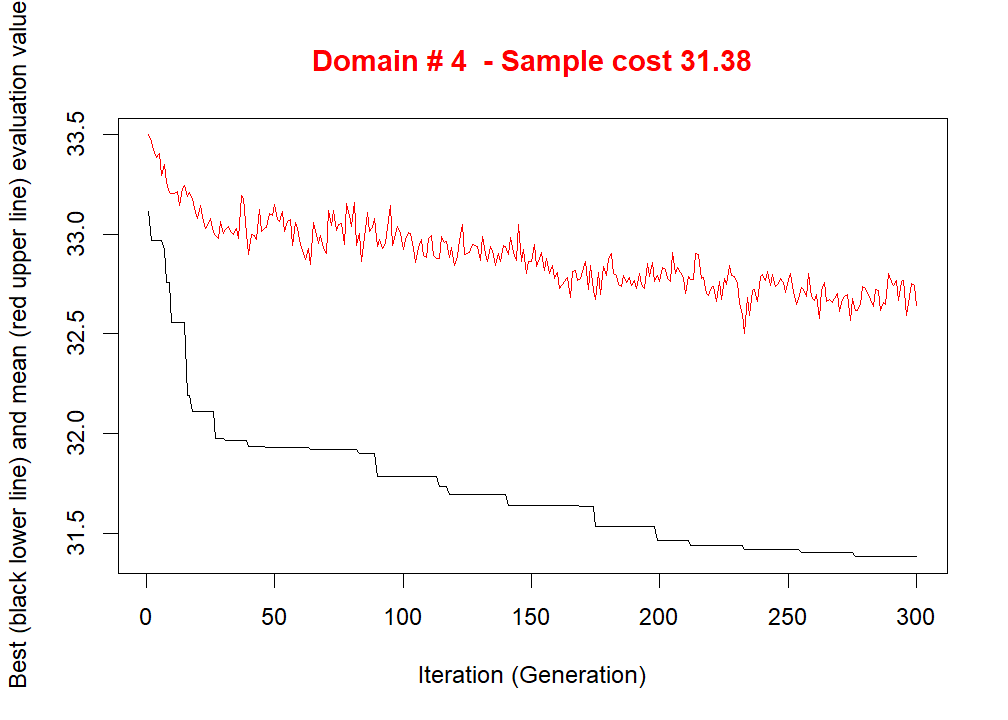 Domain # 4  - Sample cost 31.38
Best (black lower line) and mean (red upper line) evaluation value
33.5
33.0
32.5
32.0
31.5
0 50 100 150 200 250 300
Iteration (Generation)